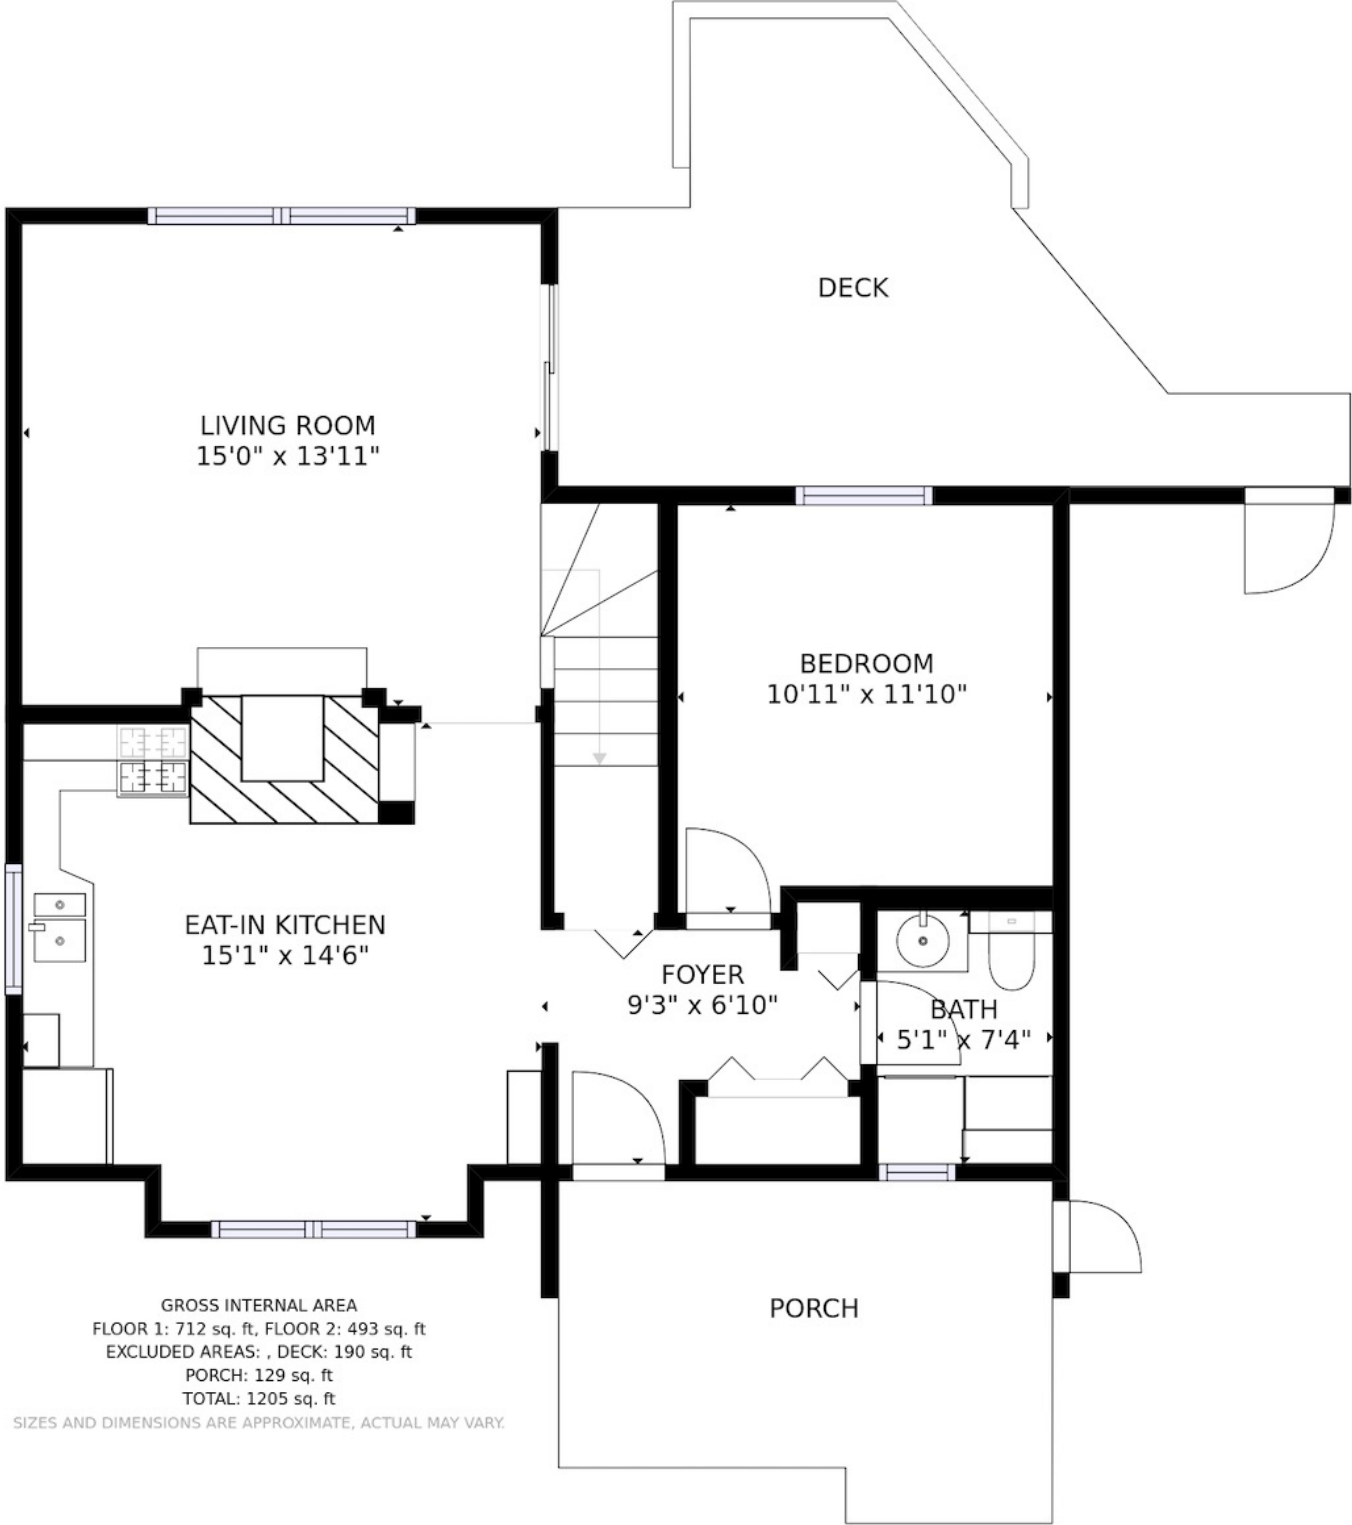 DECK
LIVING ROOM
15'0" x 13'11"
BEDROOM
10'11" x 11'10"
EAT-IN KITCHEN
15'1" x 14'6"
FOYER
9'3" x 6'10"
BATH
5'1" x 7'4"
PORCH
GROSS INTERNAL AREA
FLOOR 1: 712 sq. ft, FLOOR 2: 493 sq. ft
EXCLUDED AREAS: , DECK: 190 sq. ft
PORCH: 129 sq. ft
TOTAL: 1205 sq. ft
SIZES AND DIMENSIONS ARE APPROXIMATE, ACTUAL MAY VARY.